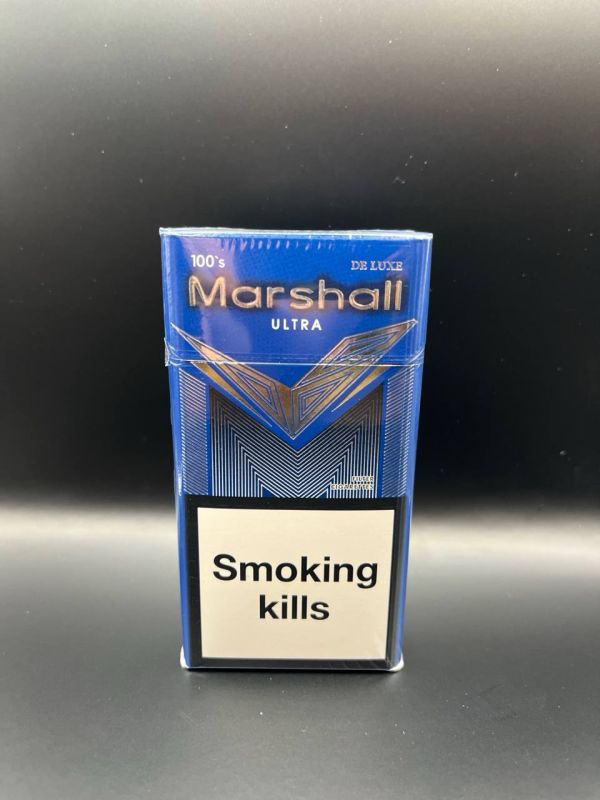 100's
DE LUXE
Marshall
ULTRA
FILTER
CIGARETTES
Smoking
kills